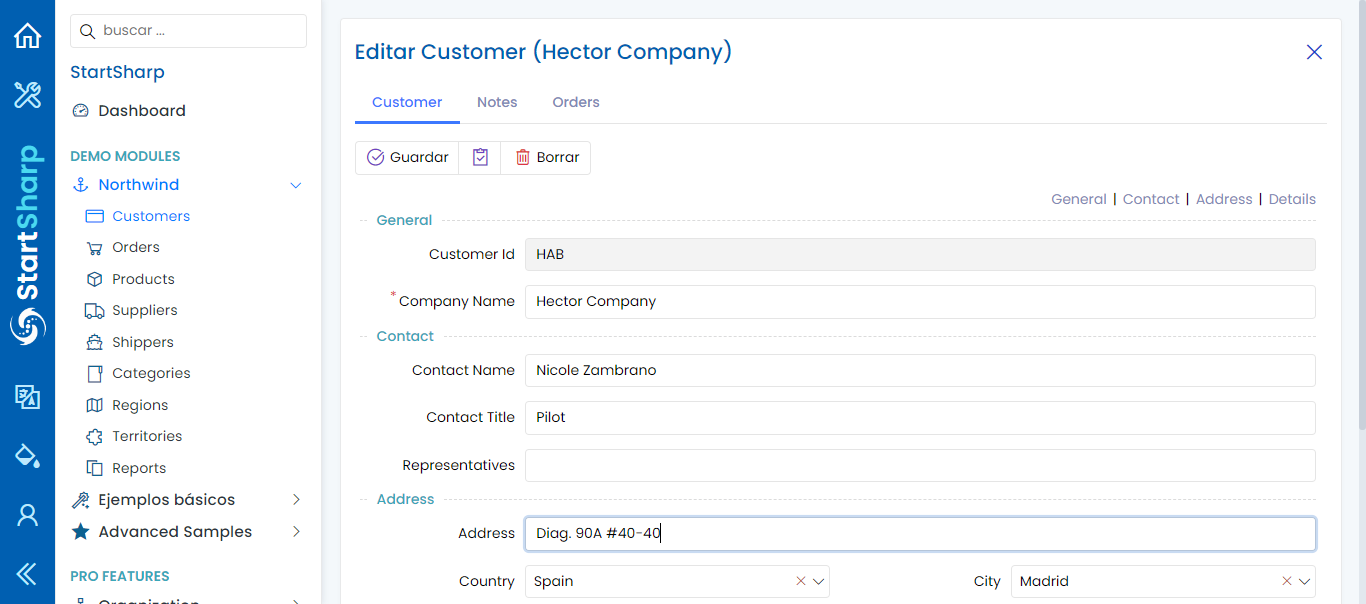 buscar ...
StartSharp
Dashboard
DEMO MODULES
Northwind
Customers
Orders
Products
Suppliers
Shippers
Categories
Regions
Territories
Reports
Ejemplos básicos
Advanced Samples
PRO FEATURES
Organization
StartSharp
Editar Customer (Hector Company)
Customer Notes Orders
Guardar Borrar
General | Contact | Address | Details
General
Customer Id HAB
* Company Name Hector Company
Contact
Contact Name Nicole Zambrano
Contact Title Pilot
Representatives
Address
Address Diag. 90A #40-40
Country Spain City Madrid